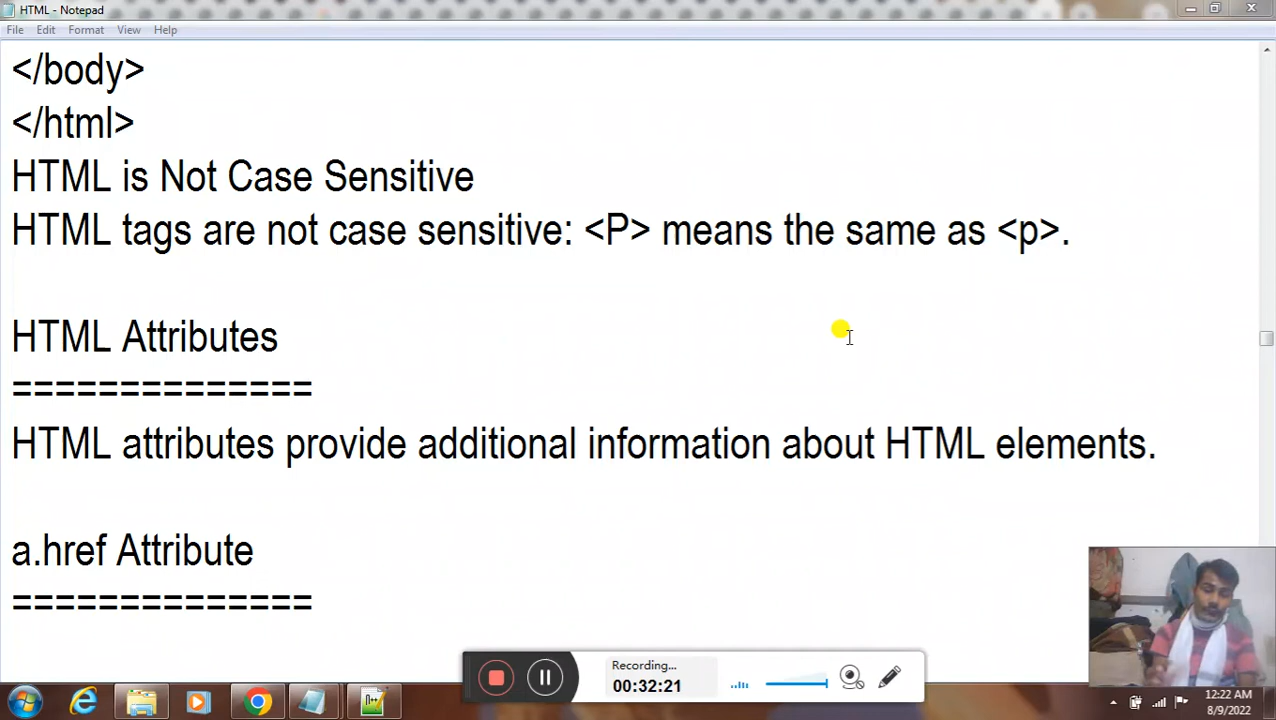 HTML - Notepad
File Edit Format View Help
</body>
</html>
HTML is Not Case Sensitive
HTML tags are not case sensitive: <P> means the same as <p>.
HTML Attributes
==============
HTML attributes provide additional information about HTML elements.
a.href Attribute
==============
Recording...
00:32:21
12:22 AM
8/9/2022